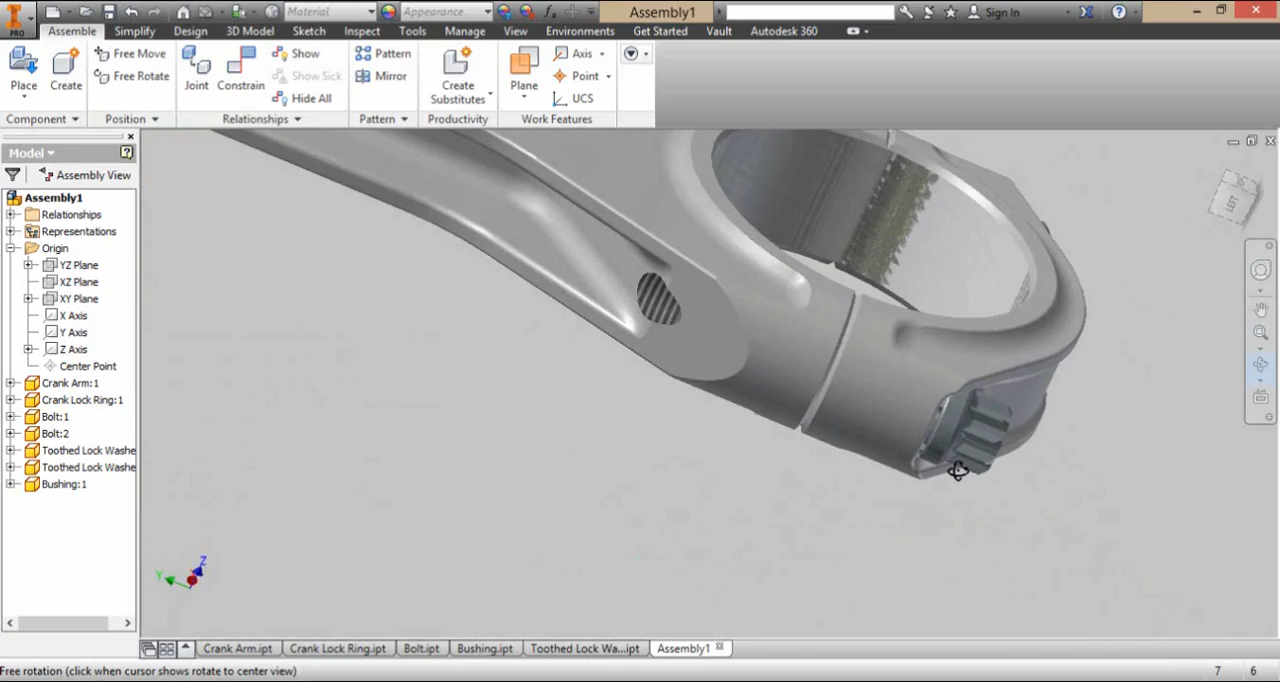 PRO
Material
Appearance
Assembly1
Sign In
Assemble Simplify Design 3D Model Sketch Inspect Tools Manage View Environments Get Started Vault Autodesk 360
Place
Create
Free Move
Free Rotate
Joint
Constrain
Show
Show Sick
Hide All
Pattern
Mirror
Create
Substitutes
Plane
Axis
Point
UCS
Component Position Relationships Pattern Productivity Work Features
Model
Assembly View
Assembly1
Relationships
Representations
Origin
YZ Plane
XZ Plane
XY Plane
X Axis
Y Axis
Z Axis
Center Point
Crank Arm:1
Crank Lock Ring:1
Bolt:1
Bolt:2
Toothed Lock Washe
Toothed Lock Washe
Bushing:1
LEFT
Z
Y
Crank Arm.ipt Crank Lock Ring.ipt Bolt.ipt Bushing.ipt Toothed Lock Wa...ipt Assembly1
Free rotation (click when cursor shows rotate to center view) 7 6